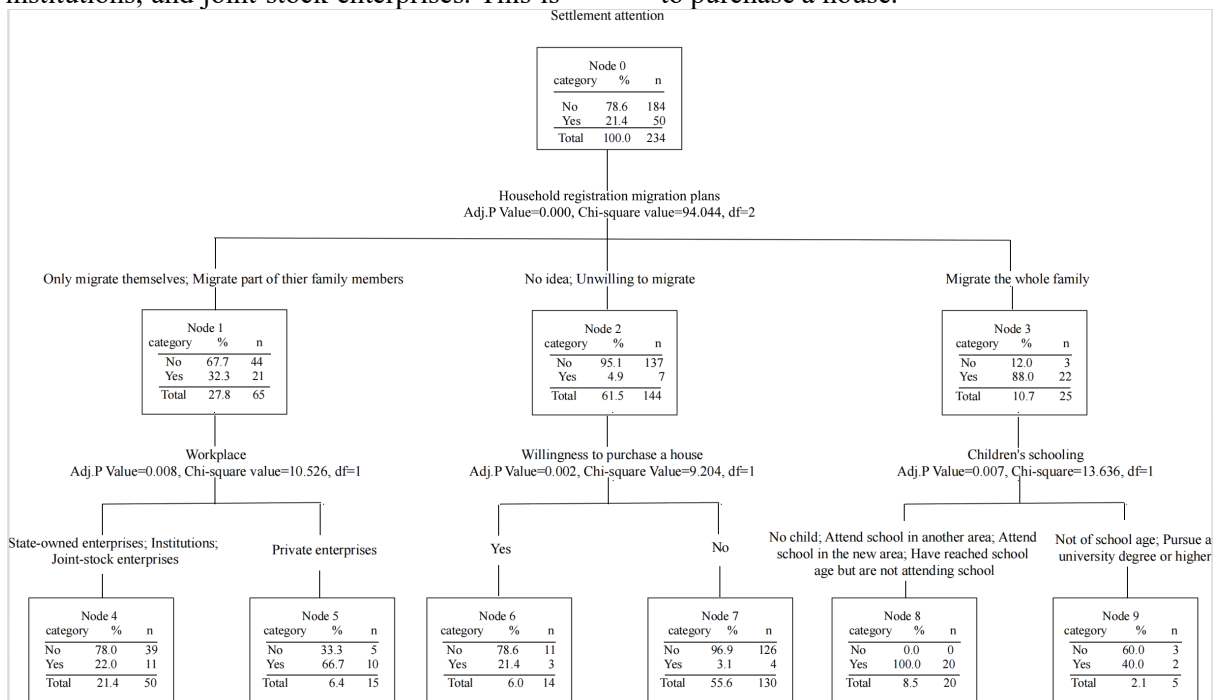 institutions, and joint-stock enterprises. This is to purchase a house.
Settlement attention
Node 0
category % n
No 78.6 184
Yes 21.4 50
Total 100.0 234
Household registration migration plans
Adj.P Value=0.000, Chi-square value=94.044, df=2
Only migrate themselves; Migrate part of thier family members
No idea; Unwilling to migrate
Migrate the whole family
Node 1
category % n
No 67.7 44
Yes 32.3 21
Total 27.8 65
Node 2
category % n
No 95.1 137
Yes 4.9 7
Total 61.5 144
Node 3
category % n
No 12.0 3
Yes 88.0 22
Total 10.7 25
Workplace
Adj.P Value=0.008, Chi-square value=10.526, df=1
Willingness to purchase a house
Adj.P Value=0.002, Chi-square Value=9.204, df=1
Children's schooling
Adj.P Value=0.007, Chi-square=13.636, df=1
State-owned enterprises; Institutions;
Joint-stock enterprises
Private enterprises
Yes
No
No child; Attend school in another area; Attend
school in the new area; Have reached school
age but are not attending school
Not of school age; Pursue a
university degree or higher
Node 4
category % n
No 78.0 39
Yes 22.0 11
Total 21.4 50
Node 5
category % n
No 33.3 5
Yes 66.7 10
Total 6.4 15
Node 6
category % n
No 78.6 11
Yes 21.4 3
Total 6.0 14
Node 7
category % n
No 96.9 126
Yes 3.1 4
Total 55.6 130
Node 8
category % n
No 0.0 0
Yes 100.0 20
Total 8.5 20
Node 9
category % n
No 60.0 3
Yes 40.0 2
Total 2.1 5